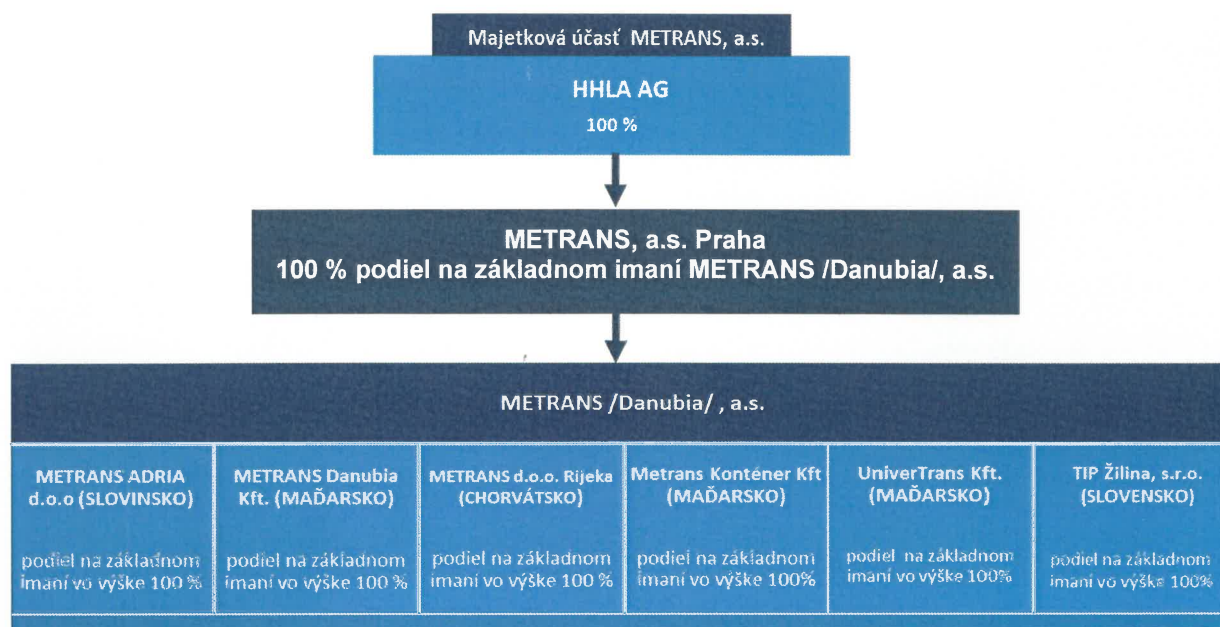 Majetková účasť METRANS, a.s.
HHLA AG
100 %
METRANS, a.s. Praha
100 % podiel na základnom imaní METRANS /Danubia/, a.s.
METRANS /Danubia/ , a.s.
METRANS ADRIA
d.o.o (SLOVINSKO)
podiel na základnom
imaní vo výške 100 %
METRANS Danubia
Kft. (MAĎARSKO)
podiel na základnom
imaní vo výške 100 %
METRANS d.o.o. Rijeka
(CHORVÁTSKO)
podiel na základnom
imaní vo výške 100 %
Metrans Kontener Kft
(MAĎARSKO)
podiel na základnom
imaní vo výške 100%
UniverTrans Kft.
(MAĎARSKO)
podiel na základnom
imaní vo výške 100%
TIP Žilina, s.r.o.
(SLOVENSKO)
podiel na základnom
imaní vo výške 100%